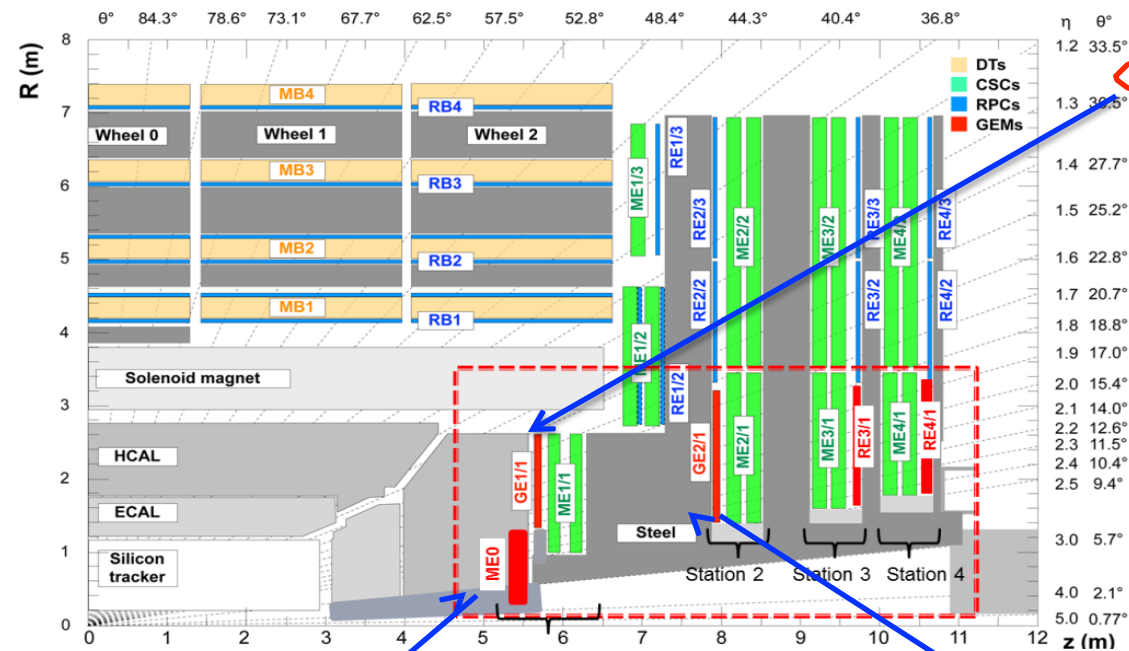 θ° 84.3° 78.6° 73.1° 67.7° 62.5° 57.5° 52.8° 48.4° 44.3° 40.4° 36.8° η θ°
R (m)
8
7
6
5
4
3
2
1
0
1.2 33.5°
1.3 30.5°
1.4 27.7°
1.5 25.2°
1.6 22.8°
1.7 20.7°
1.8 18.8°
1.9 17.0°
2.0 15.4°
2.1 14.0°
2.2 12.6°
2.3 11.5°
2.4 10.4°
2.5 9.4°
3.0 5.7°
4.0 2.1°
5.0 0.77°
DTs
CSCs
RPCs
GEMs
MB4
RB4
Wheel 0
Wheel 1
Wheel 2
MB3
RB3
MB2
RB2
MB1
RB1
Solenoid magnet
HCAL
ECAL
Silicon
tracker
Steel
ME1/3
RE1/3
RE2/3
ME2/2
ME3/2
RE3/3
RE4/3
ME1/2
RE1/2
RE2/2
RE3/2
RE4/2
GE1/1
ME1/1
GE2/1
ME2/1
ME3/1
RE3/1
ME4/1
RE4/1
ME0
Station 2
Station 3
Station 4
0 1 2 3 4 5 6 7 8 9 10 11 12
z (m)